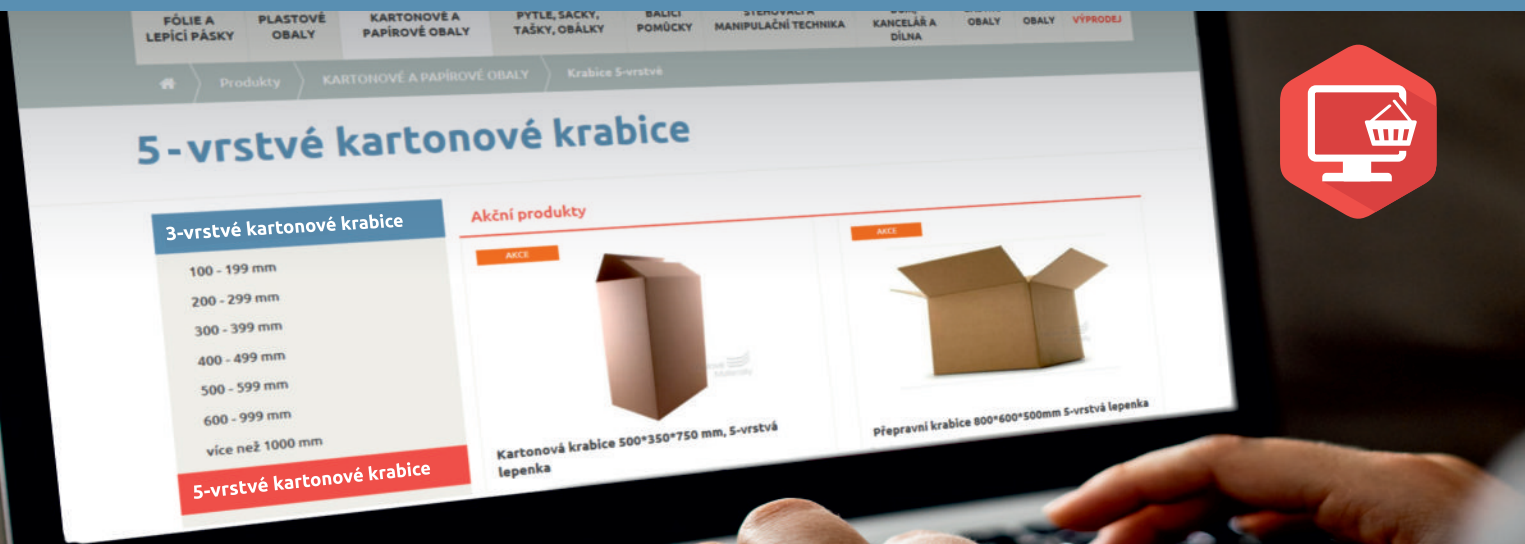 FÓLIE A
LEPÍCÍ PÁSKY
PLASTOVÉ
OBALY
KARTONOVÉ A
PAPÍROVÉ OBALY
PYTLE, SÁČKY,
TAŠKY, OBÁLKY
BALICÍ
POMŮCKY
STĚHOVACÍ A
MANIPULAČNÍ TECHNIKA
KANCELÁŘ A
DÍLNA
OBALY
OBALY
VÝPRODEJ
Produkty
KARTONOVÉ A PAPÍROVÉ OBALY
Krabice 5-vrstvé
5-vrstvé kartonové krabice
3-vrstvé kartonové krabice
100 - 199 mm
200 - 299 mm
300 - 399 mm
400 - 499 mm
500 - 599 mm
600 - 999 mm
více než 1000 mm
5-vrstvé kartonové krabice
Akční produkty
AKCE
Kartonová krabice 500*350*750 mm, 5-vrstvá
lepenka
AKCE
Přepravní krabice 800*600*500mm 5-vrstvá lepenka